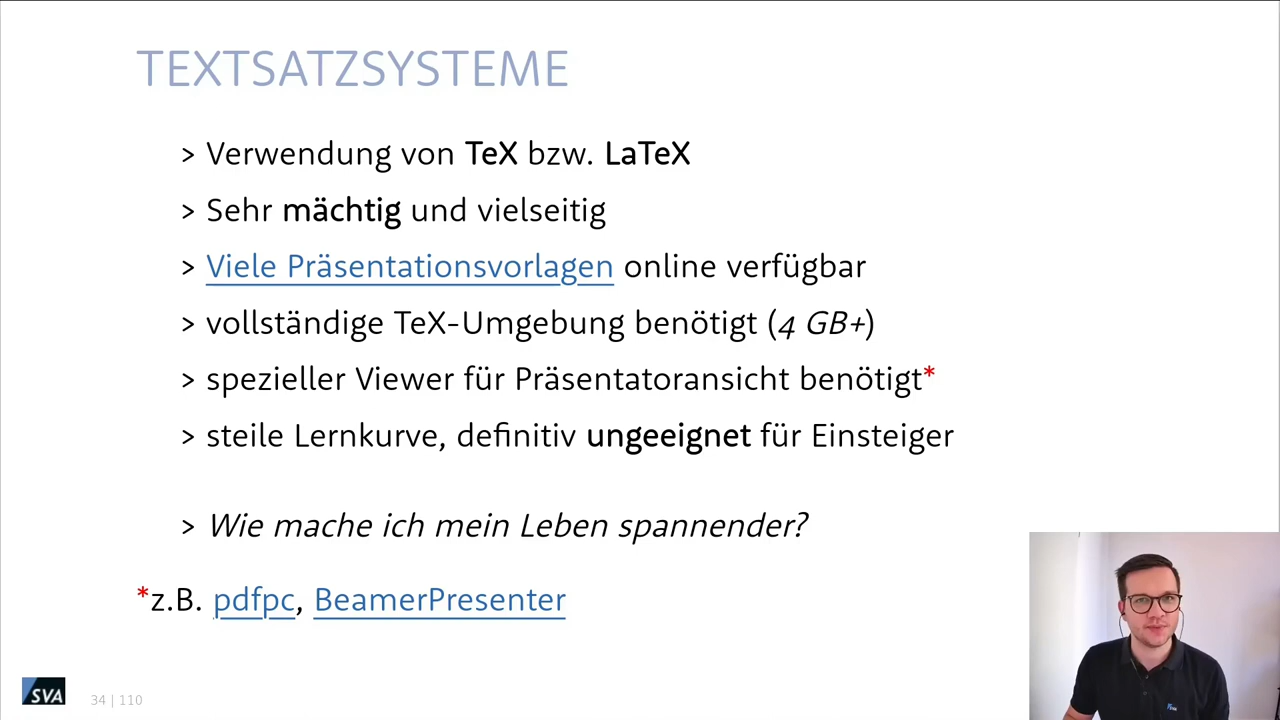 TEXTSATZSYSTEME
> Verwendung von TeX bzw. LaTeX
> Sehr mächtig und vielseitig
> Viele Präsentationsvorlagen online verfügbar
> vollständige TeX-Umgebung benötigt (4 GB+)
> spezieller Viewer für Präsentatoransicht benötigt*
> steile Lernkurve, definitiv ungeeignet für Einsteiger
> Wie mache ich mein Leben spannender?
*z.B. pdfpc, BeamerPresenter
SVA
34 | 110